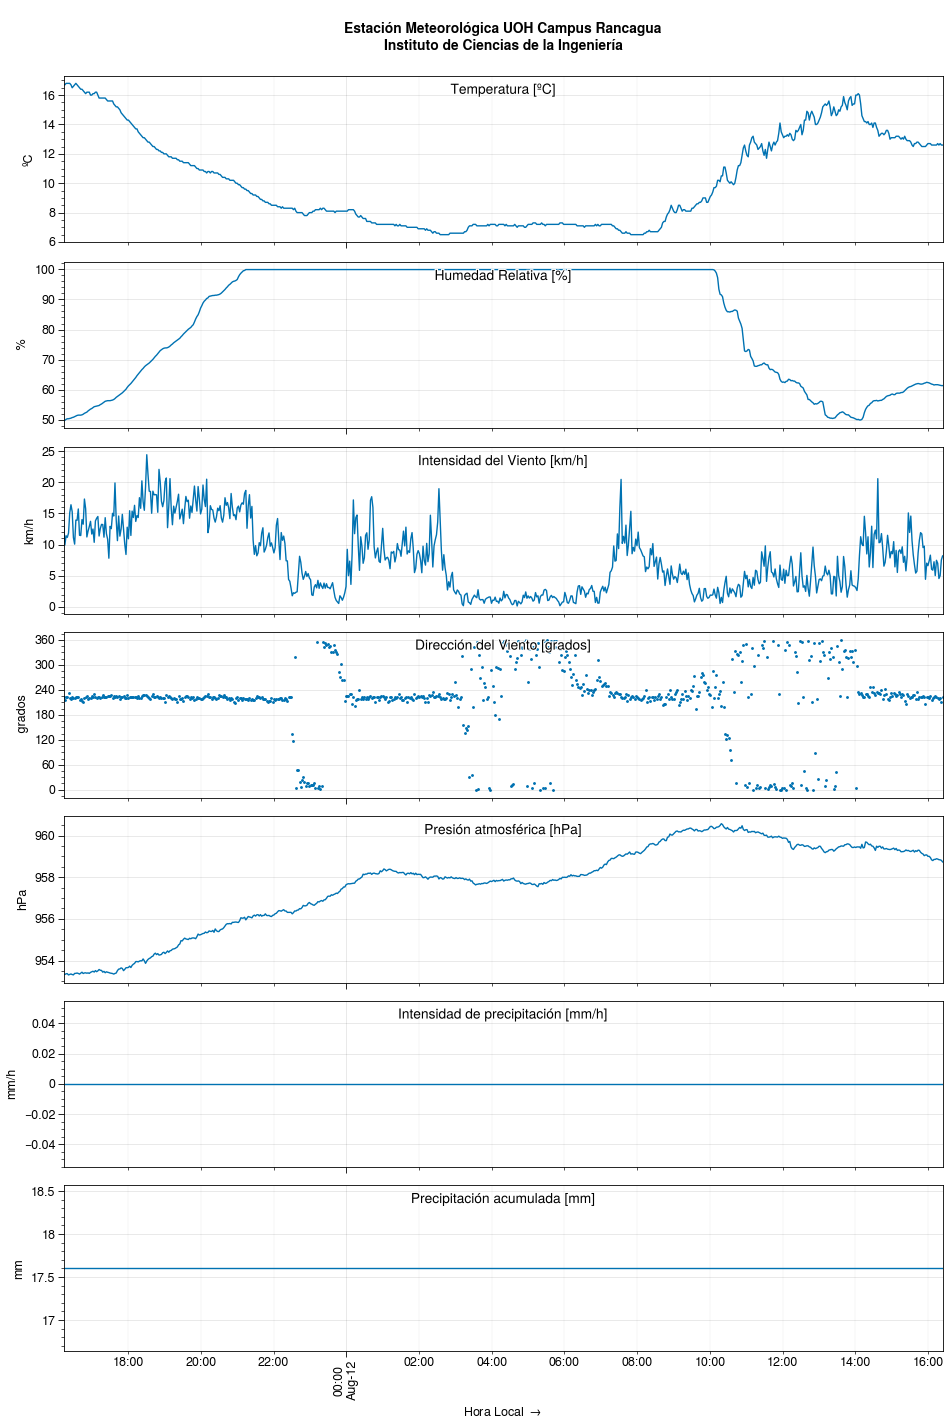 Estación Meteorológica UOH Campus Rancagua
Instituto de Ciencias de la Ingeniería
Temperatura [ºC]
ºC
16
14
12
10
8
6
Humedad Relativa [%]
%
100
90
80
70
60
50
Intensidad del Viento [km/h]
km/h
25
20
15
10
5
0
Dirección del Viento [grados]
grados
360
300
240
180
120
60
0
Presión atmosférica [hPa]
hPa
960
958
956
954
Intensidad de precipitación [mm/h]
mm/h
0.04
0.02
0
−0.02
−0.04
Precipitación acumulada [mm]
mm
18.5
18
17.5
17
18:00 20:00 22:00 00:00 02:00 04:00 06:00 08:00 10:00 12:00 14:00 16:00
Aug-12
Hora Local →